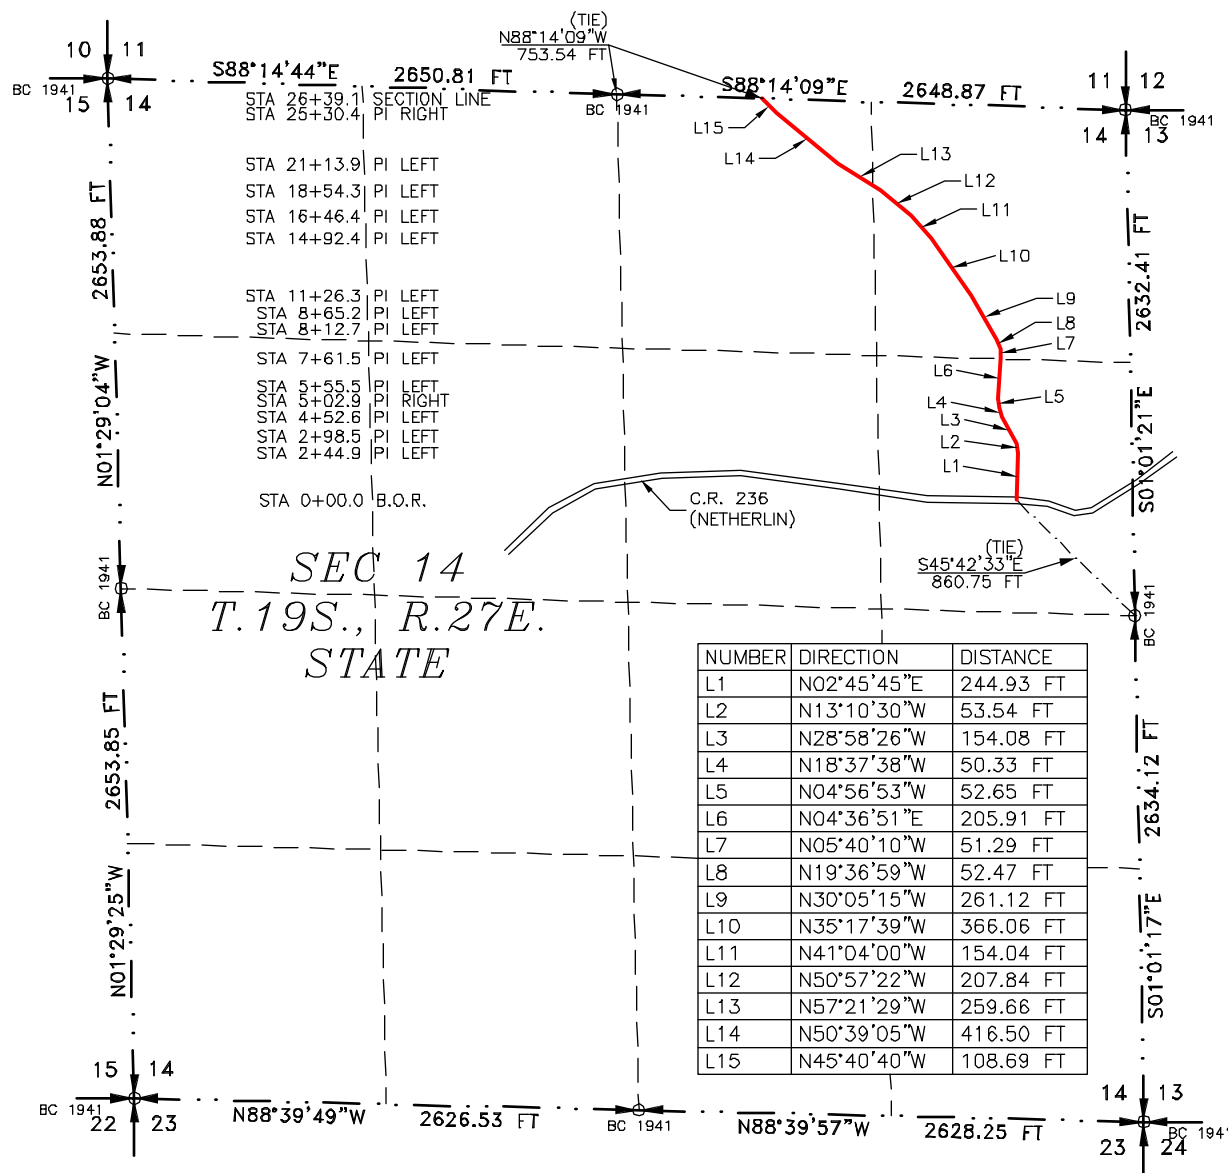 (TIE)
N88°14'09"W
753.54 FT
10 11
15 14
BC 1941
S88°14'44"E 2650.81 FT
BC 1941
S88°14'09"E 2648.87 FT
11 12
14 13
BC 1941
STA 26+39.1 SECTION LINE
STA 25+30.4 PI RIGHT
STA 21+13.9 PI LEFT
STA 18+54.3 PI LEFT
STA 16+46.4 PI LEFT
STA 14+92.4 PI LEFT
STA 11+26.3 PI LEFT
STA 8+65.2 PI LEFT
STA 8+12.7 PI LEFT
STA 7+61.5 PI LEFT
STA 5+55.5 PI LEFT
STA 5+02.9 PI RIGHT
STA 4+52.6 PI LEFT
STA 2+98.5 PI LEFT
STA 2+44.9 PI LEFT
STA 0+00.0 B.O.R.
L15
L14
L13
L12
L11
L10
L9
L8
L7
L6
L5
L4
L3
L2
L1
N01°29'04"W 2653.88 FT
S01°01'21"E 2632.41 FT
C.R. 236
(NETHERLIN)
(TIE)
S45°42'33"E
860.75 FT
BC 1941
BC 1941
SEC 14
T.19S., R.27E.
STATE
NUMBER DIRECTION DISTANCE
L1 N02°45'45"E 244.93 FT
L2 N13°10'30"W 53.54 FT
L3 N28°58'26"W 154.08 FT
L4 N18°37'38"W 50.33 FT
L5 N04°56'53"W 52.65 FT
L6 N04°36'51"E 205.91 FT
L7 N05°40'10"W 51.29 FT
L8 N19°36'59"W 52.47 FT
L9 N30°05'15"W 261.12 FT
L10 N35°17'39"W 366.06 FT
L11 N41°04'00"W 154.04 FT
L12 N50°57'22"W 207.84 FT
L13 N57°21'29"W 259.66 FT
L14 N50°39'05"W 416.50 FT
L15 N45°40'40"W 108.69 FT
N01°29'25"W 2653.85 FT
S01°01'17"E 2634.12 FT
15 14
22 23
BC 1941
N88°39'49"W 2626.53 FT
BC 1941
N88°39'57"W 2628.25 FT
14 13
23 24
BC 194